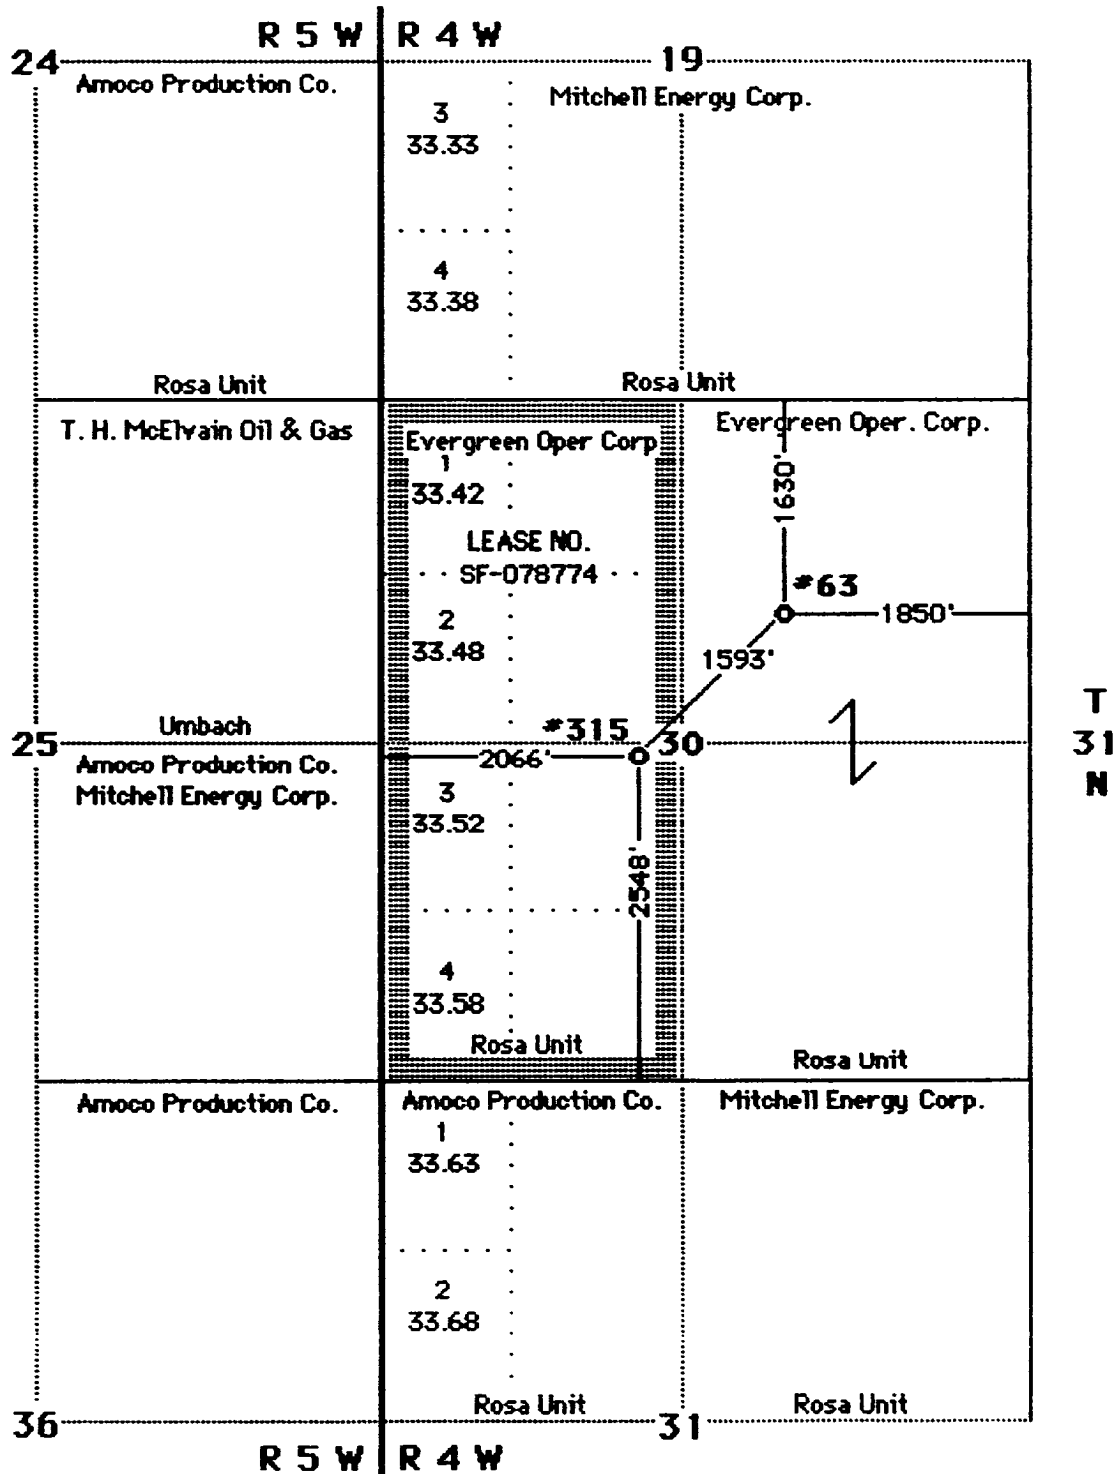 R 5 W R 4 W
24 19
Amoco Production Co.
Mitchell Energy Corp.
3
33.33
4
33.38
Rosa Unit
Rosa Unit
T. H. McElvain Oil & Gas
Evergreen Oper Corp
Evergreen Oper. Corp.
1
33.42
1630'
LEASE NO.
SF-078774
#63
1850'
2
33.48
1593'
Umbach
#315
25
30
2066'
T
31
N
Amoco Production Co.
Mitchell Energy Corp.
3
33.52
2548'
4
33.58
Rosa Unit
Rosa Unit
Amoco Production Co.
Amoco Production Co.
Mitchell Energy Corp.
1
33.63
2
33.68
Rosa Unit
Rosa Unit
36
31
R 5 W R 4 W